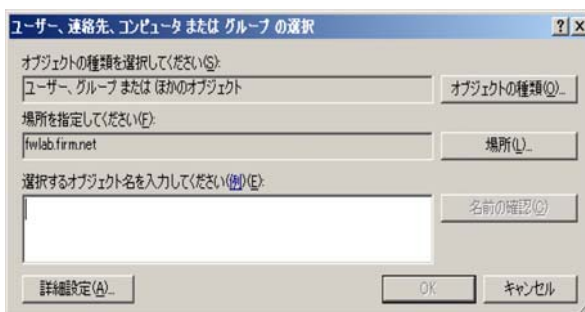 ユーザー、連絡先、コンピュータ または グループ の選択
オブジェクトの種類を選択してください(S):
ユーザー、グループ または ほかのオブジェクト
オブジェクトの種類(O)...
場所を指定してください(F):
fwlab.firm.net
場所(L)...
選択するオブジェクト名を入力してください(例)(E):
名前の確認(C)
詳細設定(A)...
OK
キャンセル